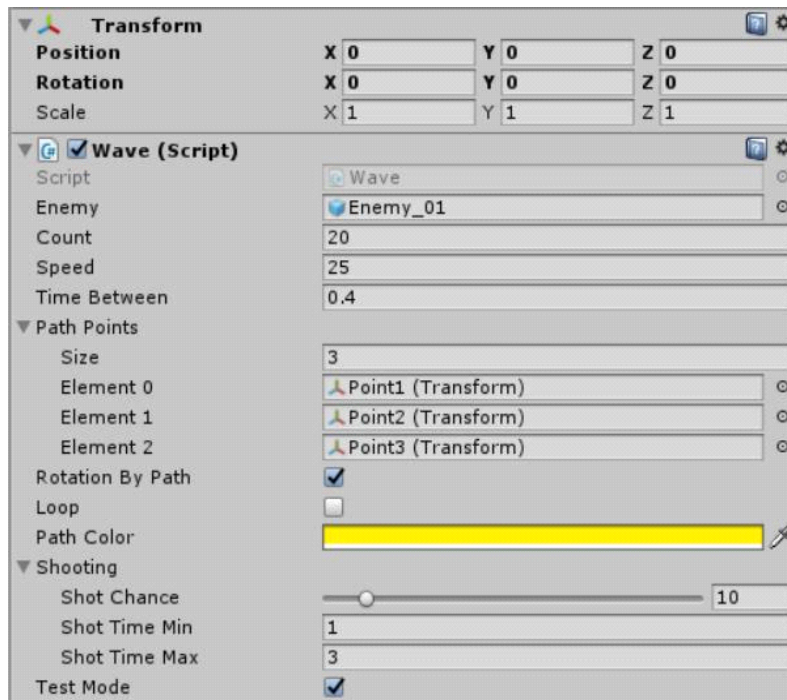 Transform
Position X 0 Y 0 Z 0
Rotation X 0 Y 0 Z 0
Scale X 1 Y 1 Z 1
Wave (Script)
Script Wave
Enemy Enemy_01
Count 20
Speed 25
Time Between 0.4
Path Points
Size 3
Element 0 Point1 (Transform)
Element 1 Point2 (Transform)
Element 2 Point3 (Transform)
Rotation By Path
Loop
Path Color
Shooting
Shot Chance 10
Shot Time Min 1
Shot Time Max 3
Test Mode